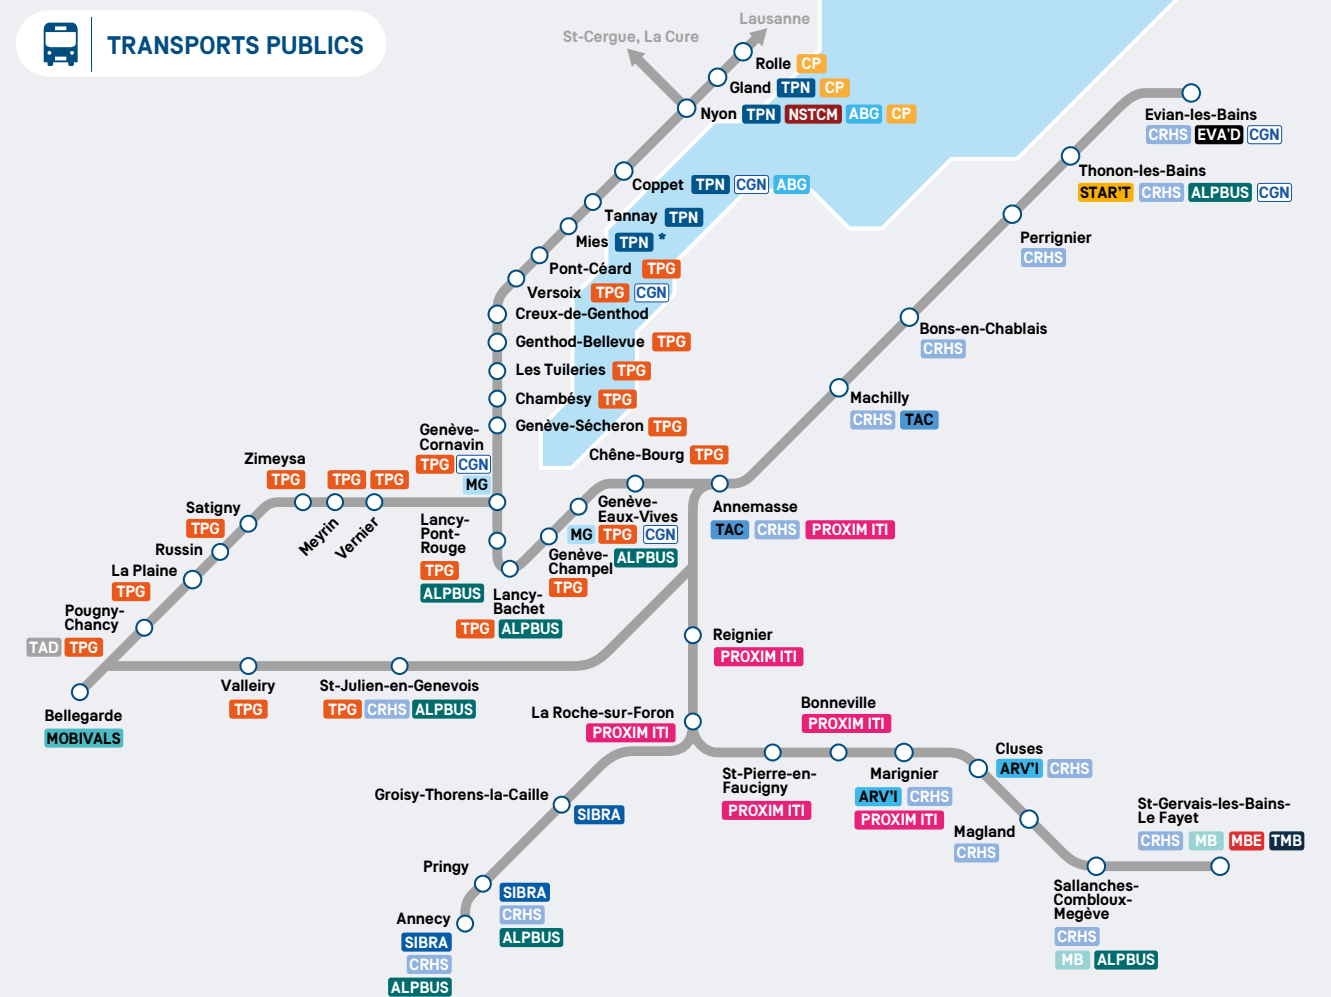 TRANSPORTS PUBLICS
Lausanne
St-Cergue, La Cure
Rolle CP
Gland TPN CP
Nyon TPN NSTCM ABG CP
Evian-les-Bains
CRHS EVA'D CGN
Thonon-les-Bains
STAR'T CRHS ALPBUS CGN
Coppet TPN CGN ABG
Tannay TPN
Mies TPN *
Perrignier
CRHS
Pont-Céard TPG
Versoix TPG CGN
Creux-de-Genthod
Bons-en-Chablais
CRHS
Genthod-Bellevue TPG
Les Tuileries TPG
Chambésy TPG
Machilly
CRHS TAC
Genève-Sécheron TPG
Genève-
Cornavin
TPG CGN
MG
Chêne-Bourg TPG
Zimeysa
TPG
TPG TPG
Meyrin
Vernier
Satigny
TPG
Russin
La Plaine
TPG
Pougny-
Chancy
TAD TPG
Genève-
Eaux-Vives
MG TPG CGN
ALPBUS
Annemasse
TAC CRHS PROXIM ITI
Lancy-
Pont-
Rouge
TPG
ALPBUS
Genève-
Champel
TPG
Lancy-
Bachet
TPG ALPBUS
Reignier
PROXIM ITI
Valleiry
TPG
St-Julien-en-Genevois
TPG CRHS ALPBUS
Bellegarde
MOBIVALS
La Roche-sur-Foron
PROXIM ITI
Bonneville
PROXIM ITI
St-Pierre-en-
Faucigny
PROXIM ITI
Marignier
ARV'I CRHS
PROXIM ITI
Cluses
ARV'I CRHS
Groisy-Thorens-la-Caille
SIBRA
Magland
CRHS
St-Gervais-les-Bains-
Le Fayet
CRHS MB MBE TMB
Pringy
SIBRA
CRHS
ALPBUS
Sallanches-
Combloux-
Megève
CRHS
MB ALPBUS
Annecy
SIBRA
CRHS
ALPBUS